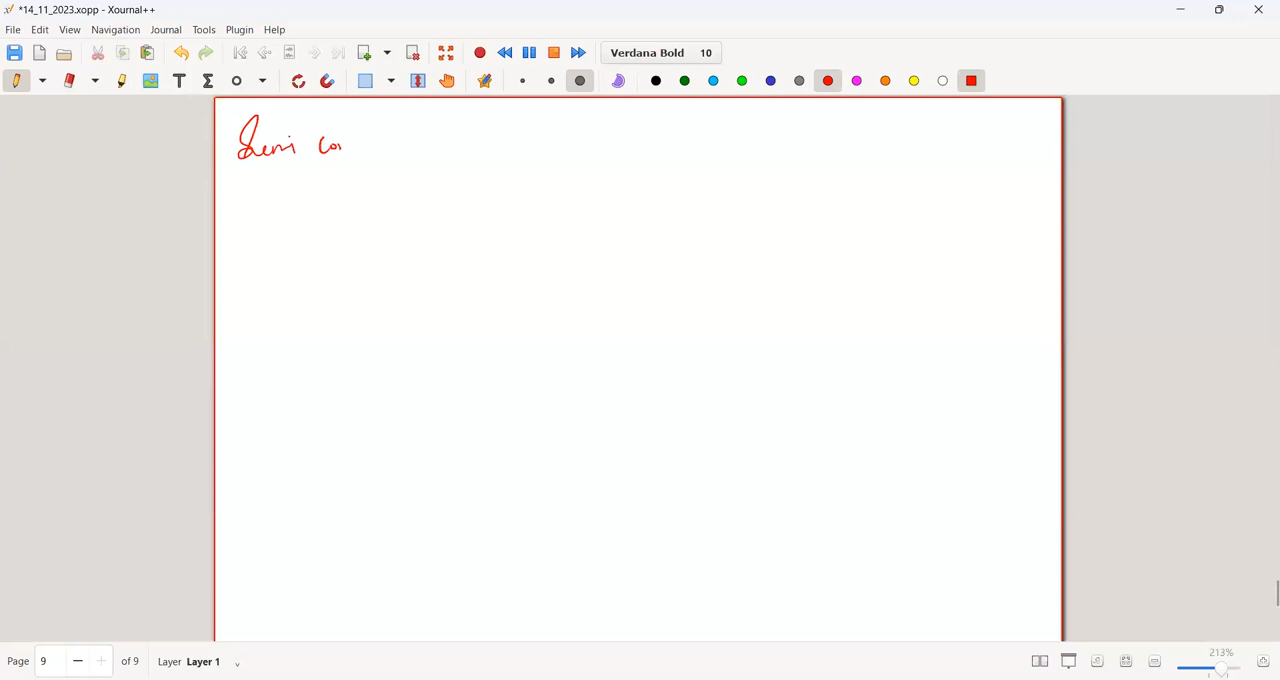 *14_11_2023.xopp - Xournal++
File Edit View Navigation Journal Tools Plugin Help
Verdana Bold 10
Semi co
Page 9 of 9 Layer Layer 1
213%